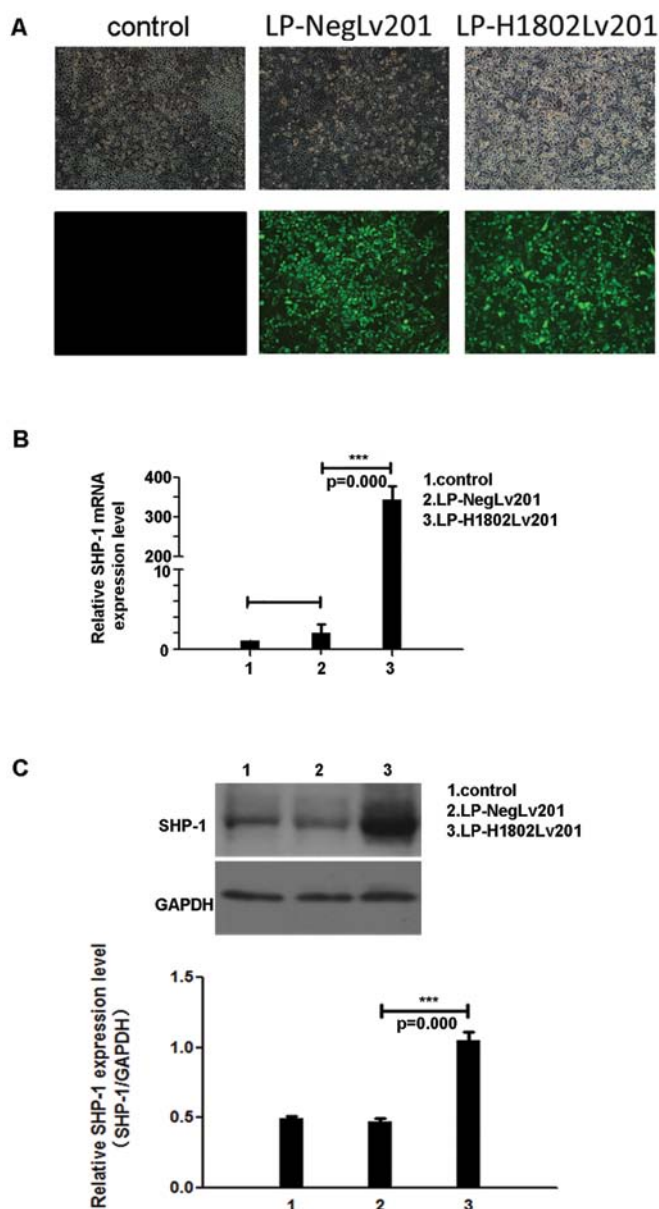 A
control LP-NegLv201 LP-H1802Lv201
B
Relative SHP-1 mRNA
expression level
400
300
200
10
0
***
p=0.000
1 2 3
1.control
2.LP-NegLv201
3.LP-H1802Lv201
C
1 2 3
SHP-1
GAPDH
1.control
2.LP-NegLv201
3.LP-H1802Lv201
Relative SHP-1 expression level
(SHP-1/GAPDH)
1.5
1.0
0.5
0.0
***
p=0.000
1 2 3